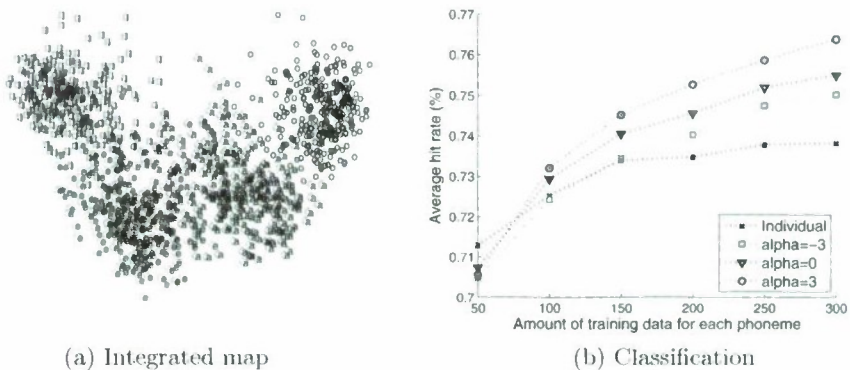 0.77
0.76
0.75
0.74
0.73
0.72
0.71
0.7
Average hit rate (%)
50 100 150 200 250 300
Amount of training data for each phoneme
Individual
alpha=−3
alpha=0
alpha=3
(a) Integrated map
(b) Classification